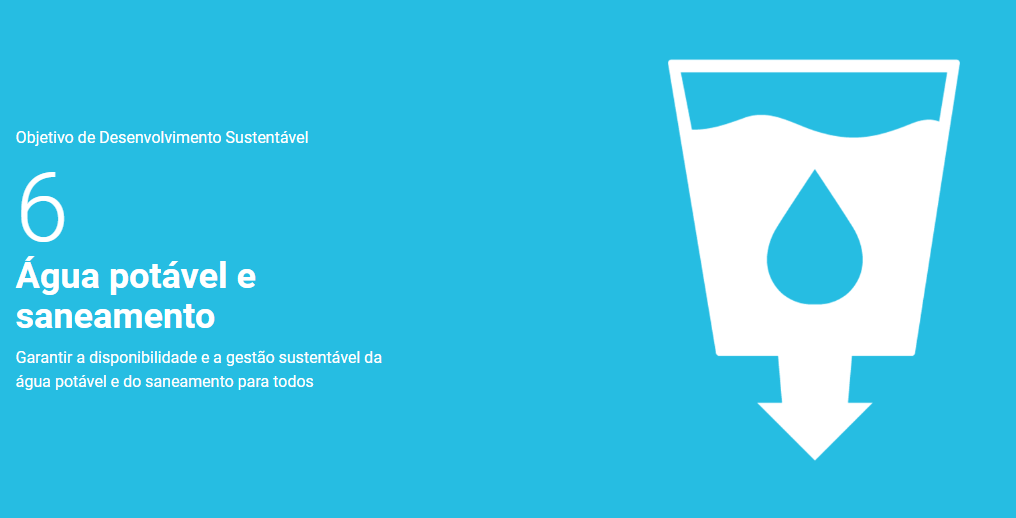 Objetivo de Desenvolvimento Sustentável
6
Água potável e
saneamento
Garantir a disponibilidade e a gestão sustentável da
água potável e do saneamento para todos